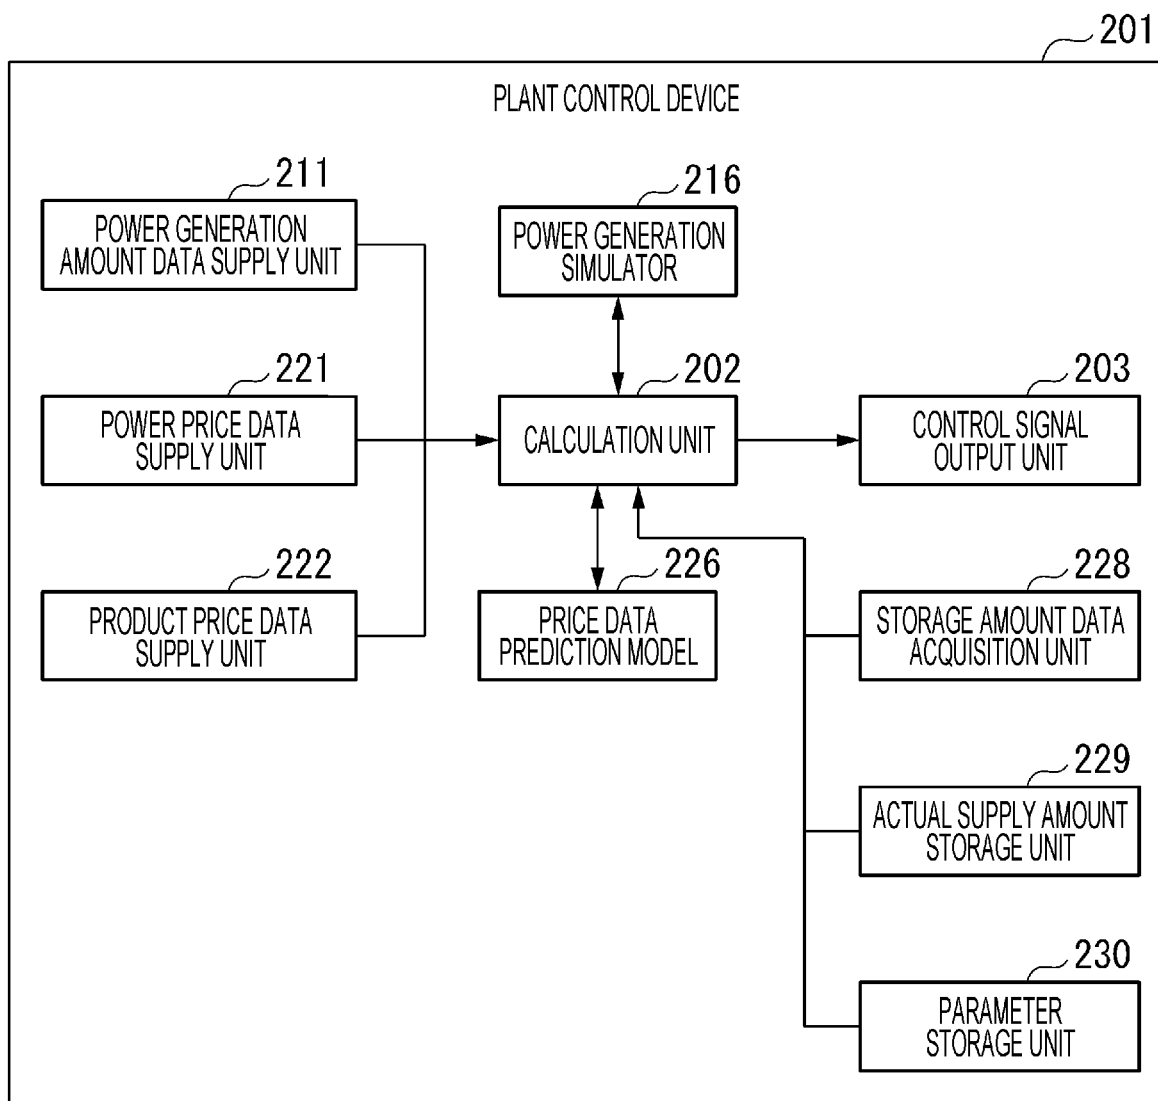 201
PLANT CONTROL DEVICE
211
POWER GENERATION
AMOUNT DATA SUPPLY UNIT
216
POWER GENERATION
SIMULATOR
221
POWER PRICE DATA
SUPPLY UNIT
202
CALCULATION UNIT
203
CONTROL SIGNAL
OUTPUT UNIT
222
PRODUCT PRICE DATA
SUPPLY UNIT
226
PRICE DATA
PREDICTION MODEL
228
STORAGE AMOUNT DATA
ACQUISITION UNIT
229
ACTUAL SUPPLY AMOUNT
STORAGE UNIT
230
PARAMETER
STORAGE UNIT